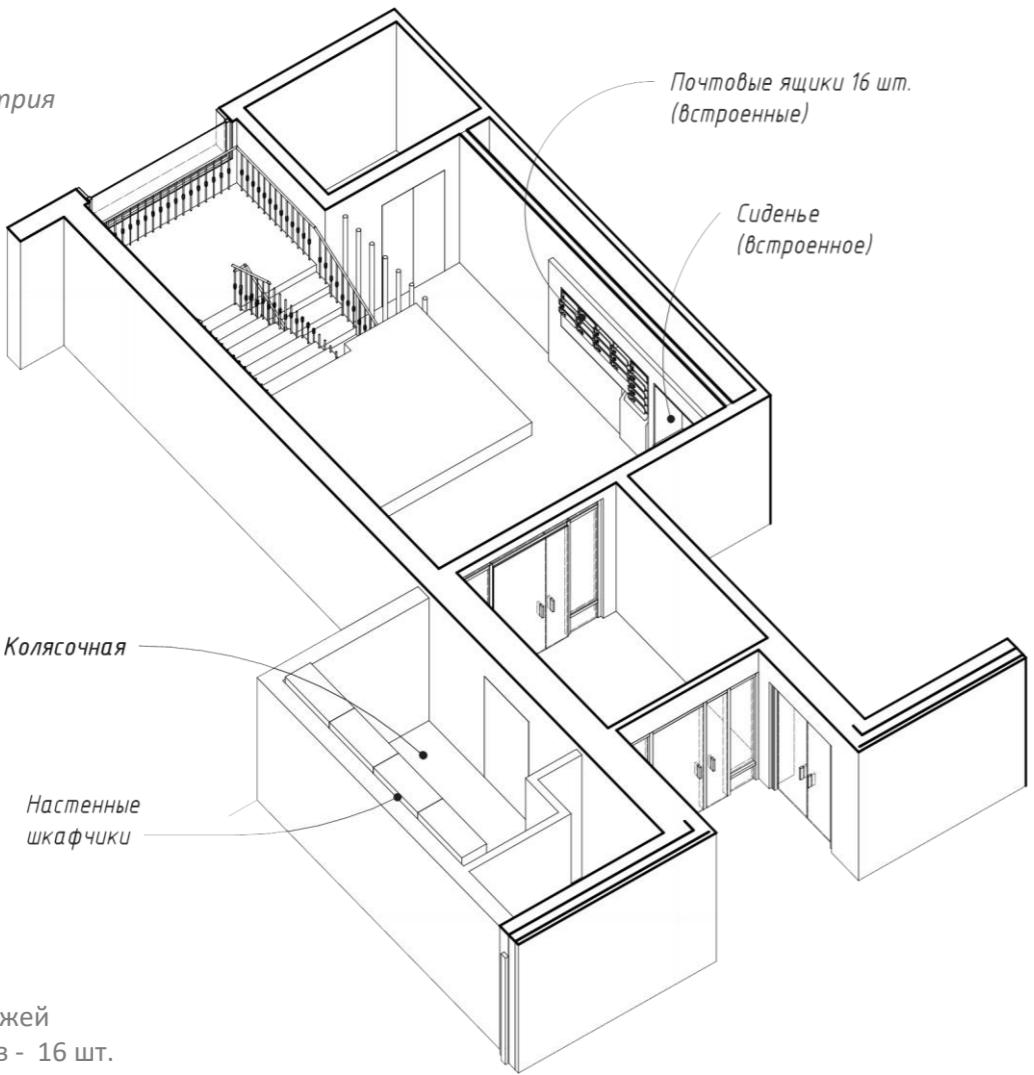 трия
Почтовые ящики 16 шт.
(встроенные)
Сиденье
(встроенное)
Колясочная
Настенные
шкафчики
жей
в - 16 шт.